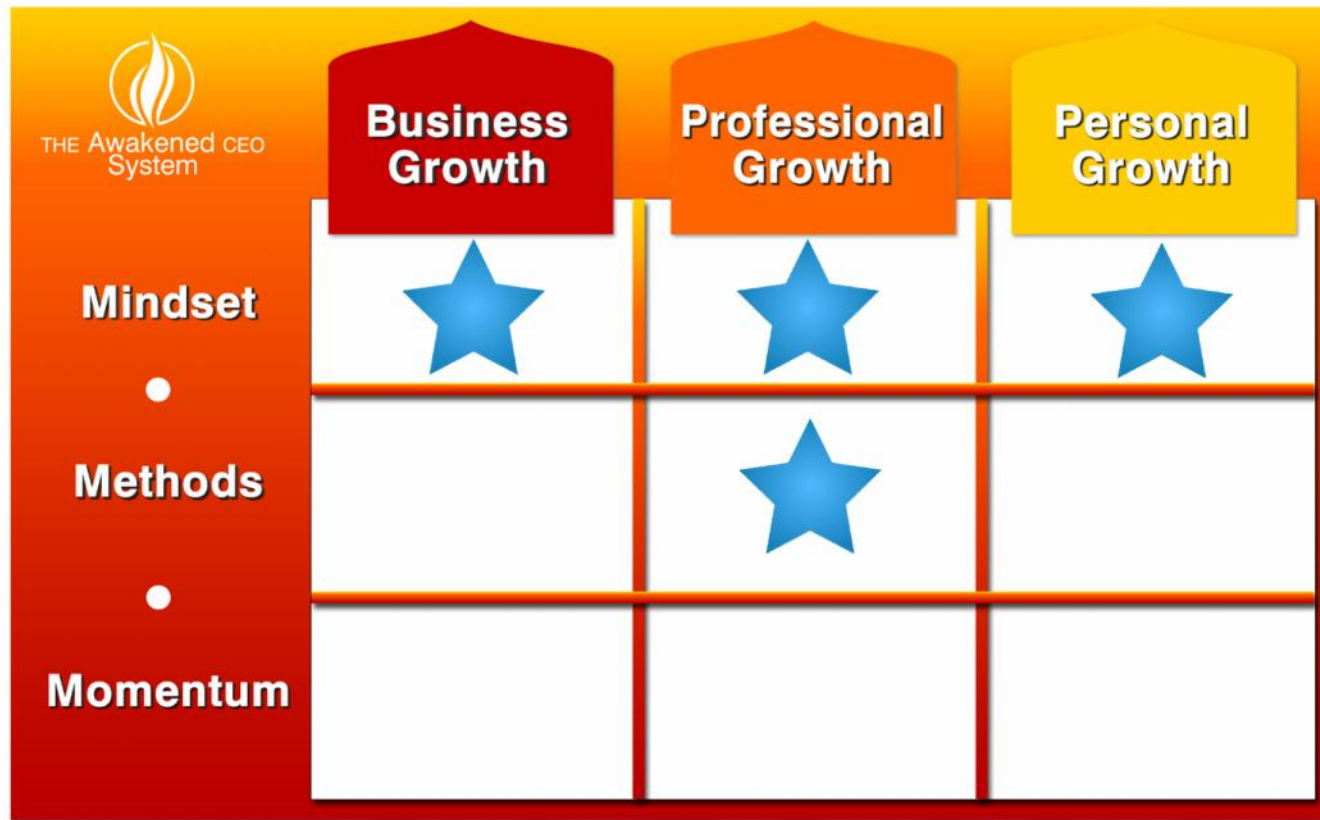 THE Awakened CEO
System
Business
Growth
Professional
Growth
Personal
Growth
Mindset
Methods
Momentum